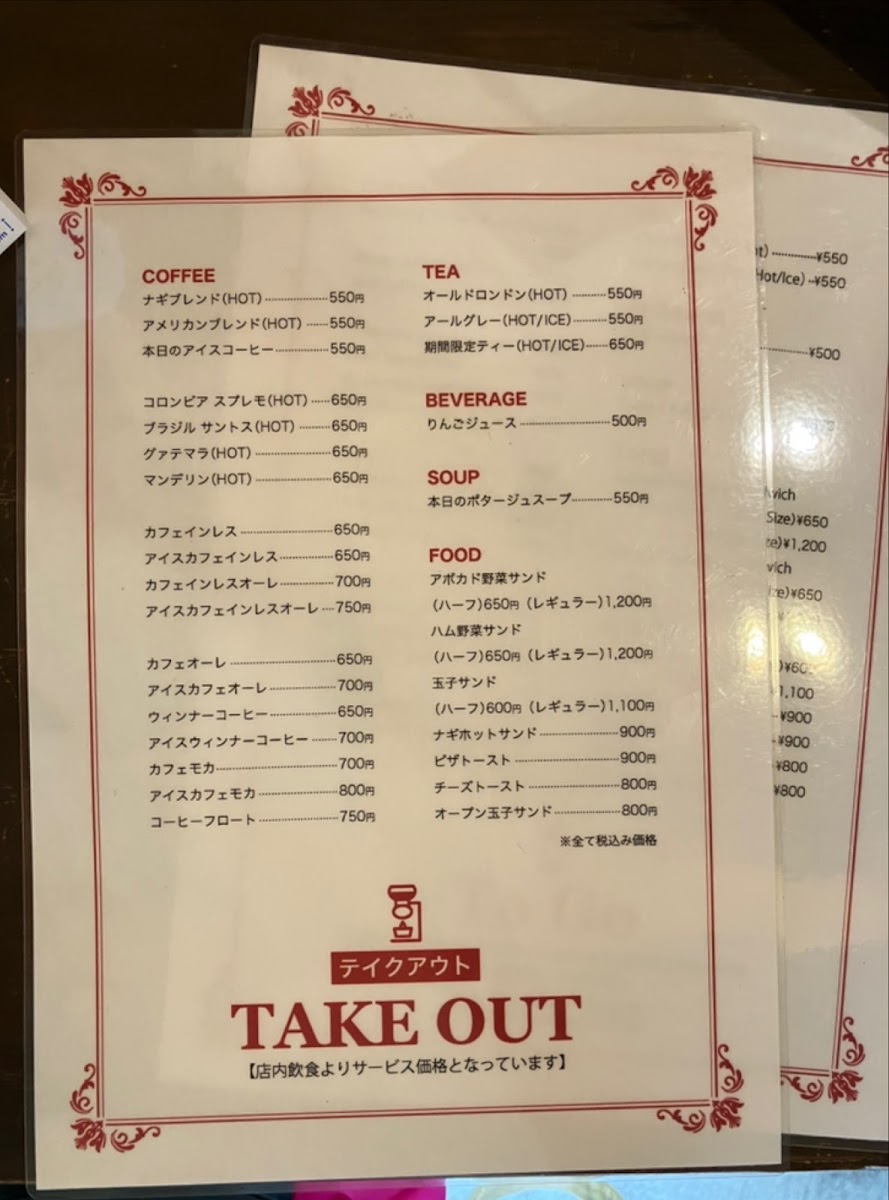 COFFEE
ナギブレンド(HOT) 550円
アメリカンブレンド(HOT) 550円
本日のアイスコーヒー 550円
コロンビア スプレモ(HOT) 650円
ブラジル サントス(HOT) 650円
グァテマラ(HOT) 650円
マンデリン(HOT) 650円
カフェインレス 650円
アイスカフェインレス 650円
カフェインレスオーレ 700円
アイスカフェインレスオーレ 750円
カフェオーレ 650円
アイスカフェオーレ 700円
ウィンナーコーヒー 650円
アイスウィンナーコーヒー 700円
カフェモカ 700円
アイスカフェモカ 800円
コーヒーフロート 750円
TEA
オールドロンドン(HOT) 550円
アールグレー(HOT/ICE) 550円
期間限定ティー(HOT/ICE) 650円
BEVERAGE
りんごジュース 500円
SOUP
本日のポタージュスープ 550円
FOOD
アボカド野菜サンド
(ハーフ)650円 (レギュラー)1,200円
ハム野菜サンド
(ハーフ)650円 (レギュラー)1,200円
玉子サンド
(ハーフ)600円 (レギュラー)1,100円
ナギホットサンド 900円
ピザトースト 900円
チーズトースト 800円
オープン玉子サンド 800円
※全て税込み価格
テイクアウト
TAKE OUT
【店内飲食よりサービス価格となっています】
¥550
Hot/Ice) ¥550
¥500
wich
Size)¥650
ze)¥1,200
wich
ize)¥650
)¥60
1,100
¥900
¥900
¥800
¥800